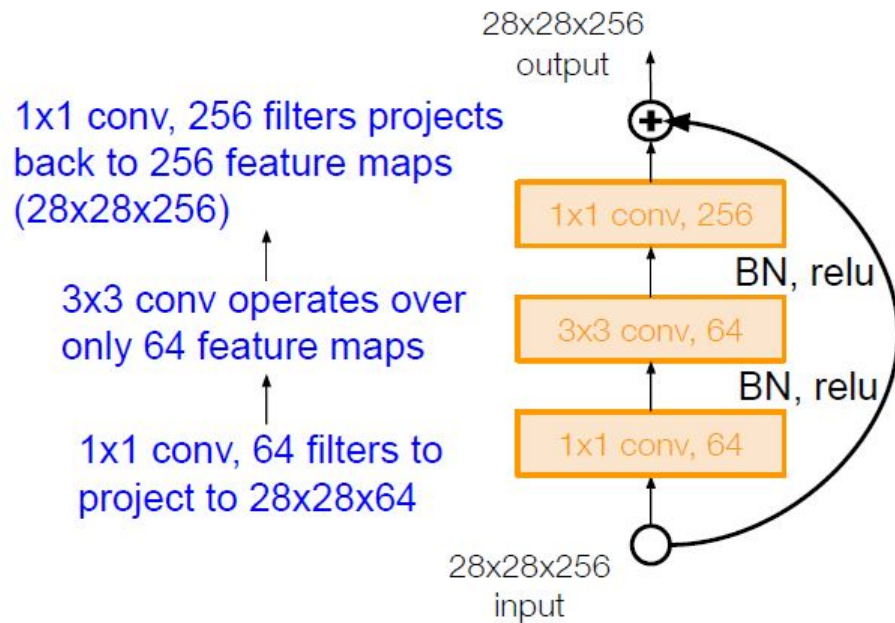 28x28x256
output
1x1 conv, 256 filters projects
back to 256 feature maps
(28x28x256)
3x3 conv operates over
only 64 feature maps
1x1 conv, 64 filters to
project to 28x28x64
+
1x1 conv, 256
BN, relu
3x3 conv, 64
BN, relu
1x1 conv, 64
28x28x256
input